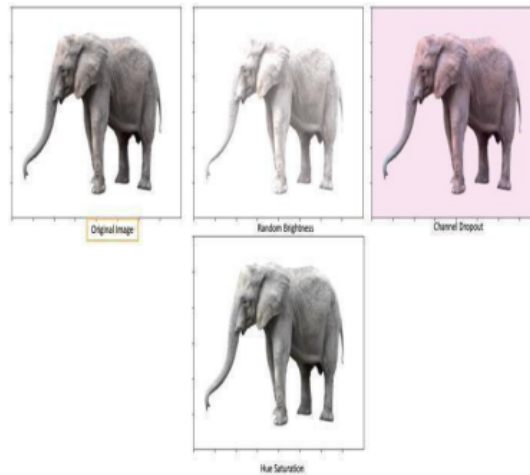 Original Image
Random Brightness
Channel Dropout
Hue Saturation